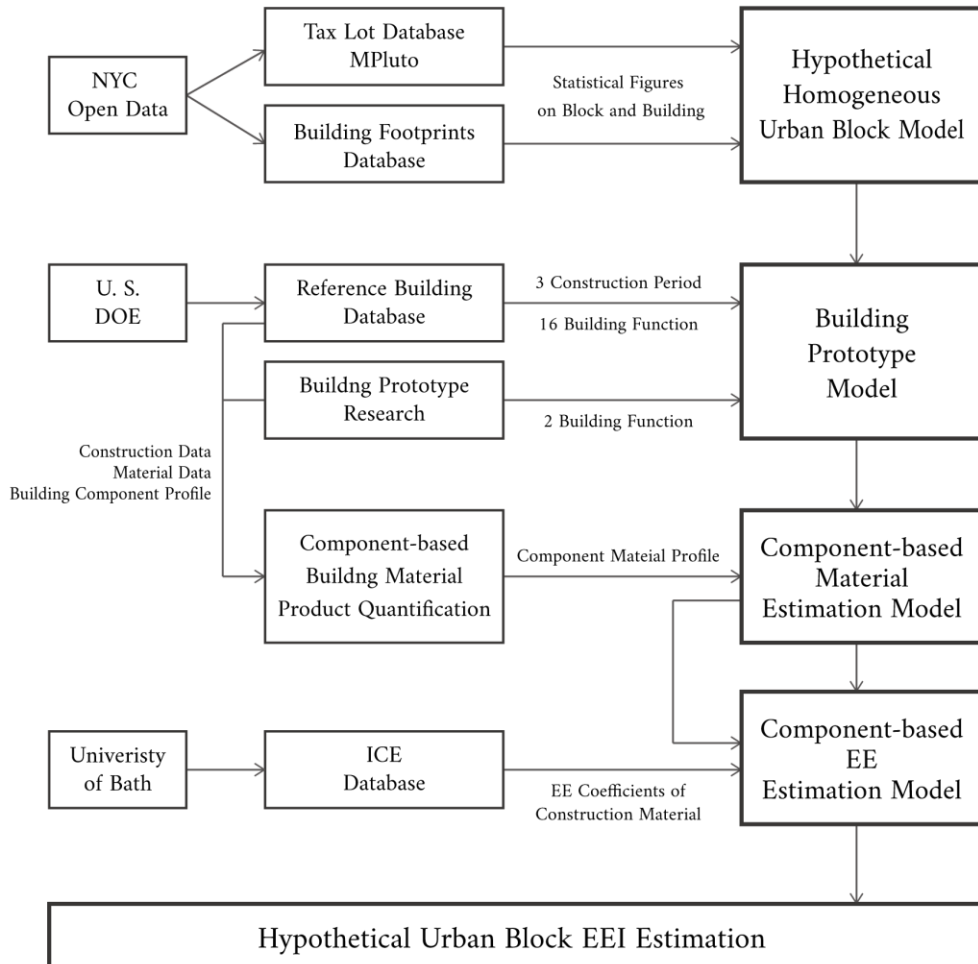 Tax Lot Database
MPluto
NYC
Open Data
Building Footprints
Database
Statistical Figures
on Block and Building
Hypothetical
Homogeneous
Urban Block Model
U. S.
DOE
Reference Building
Database
3 Construction Period
16 Building Function
Building
Prototype
Model
Buildng Prototype
Research
2 Building Function
Construction Data
Material Data
Building Component Profile
Component-based
Buildng Material
Product Quantification
Component Mateial Profile
Component-based
Material
Estimation Model
Univeristy
of Bath
ICE
Database
EE Coefficients of
Construction Material
Component-based
EE
Estimation Model
Hypothetical Urban Block EEI Estimation